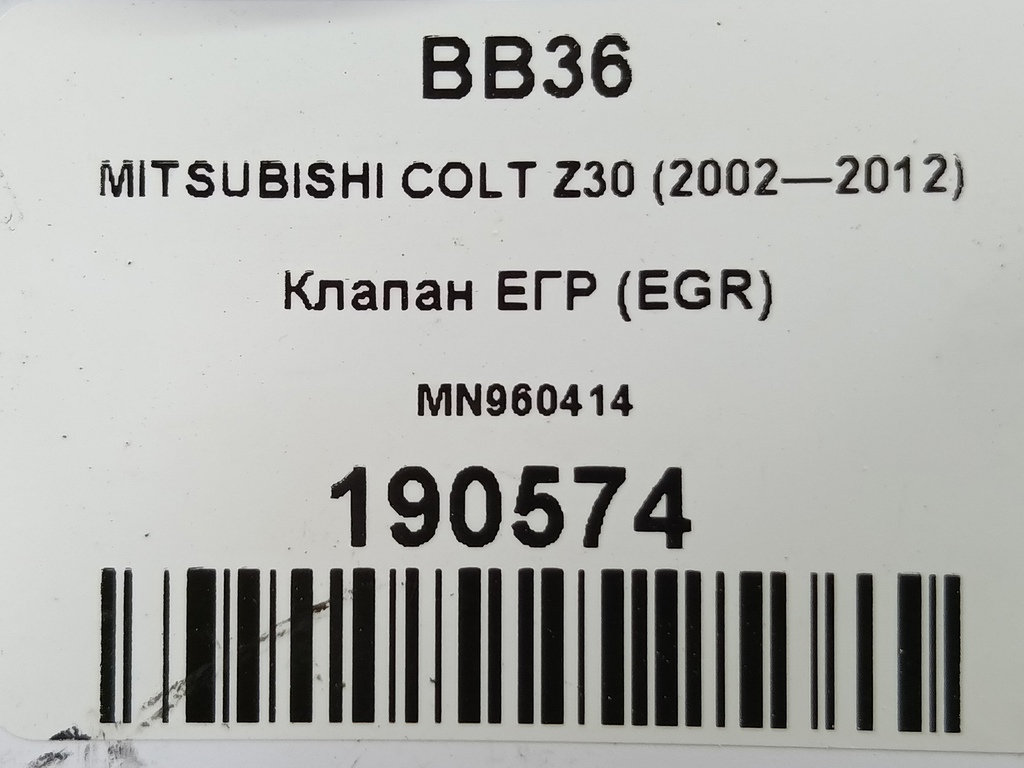 BB36
MITSUBISHI COLT Z30 (2002—2012)
Клапан ЕГР (EGR)
MN960414
190574